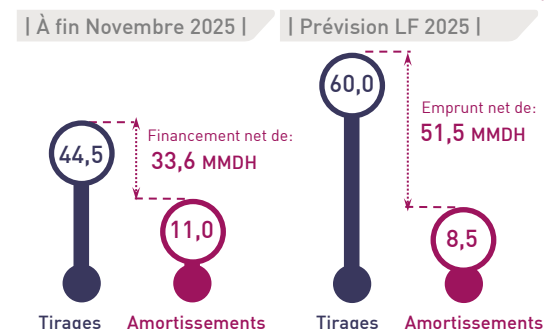 | À fin Novembre 2025 |
44,5
Financement net de:
33,6 MMDH
11,0
Tirages
Amortissements
| Prévision LF 2025 |
60,0
Emprunt net de:
51,5 MMDH
8,5
Tirages
Amortissements